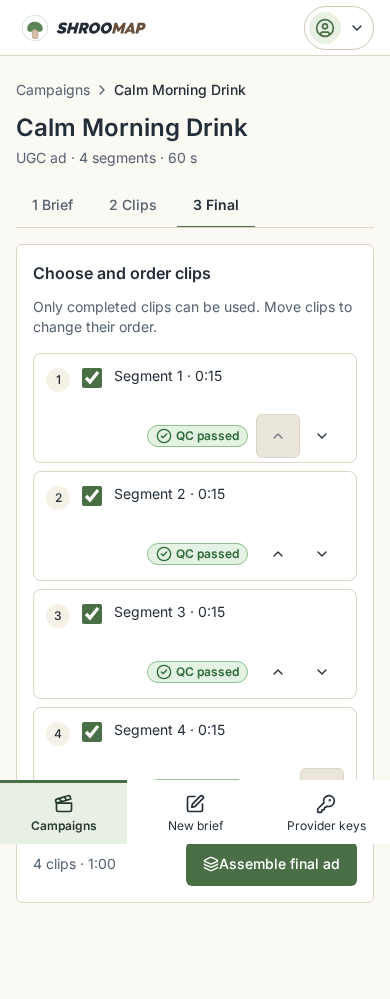 SHROOMAP
Campaigns > Calm Morning Drink
Calm Morning Drink
UGC ad · 4 segments · 60 s
1 Brief 2 Clips 3 Final
Choose and order clips
Only completed clips can be used. Move clips to
change their order.
1 Segment 1 · 0:15
QC passed
2 Segment 2 · 0:15
QC passed
3 Segment 3 · 0:15
QC passed
4 Segment 4 · 0:15
Campaigns New brief Provider keys
4 clips · 1:00 Assemble final ad